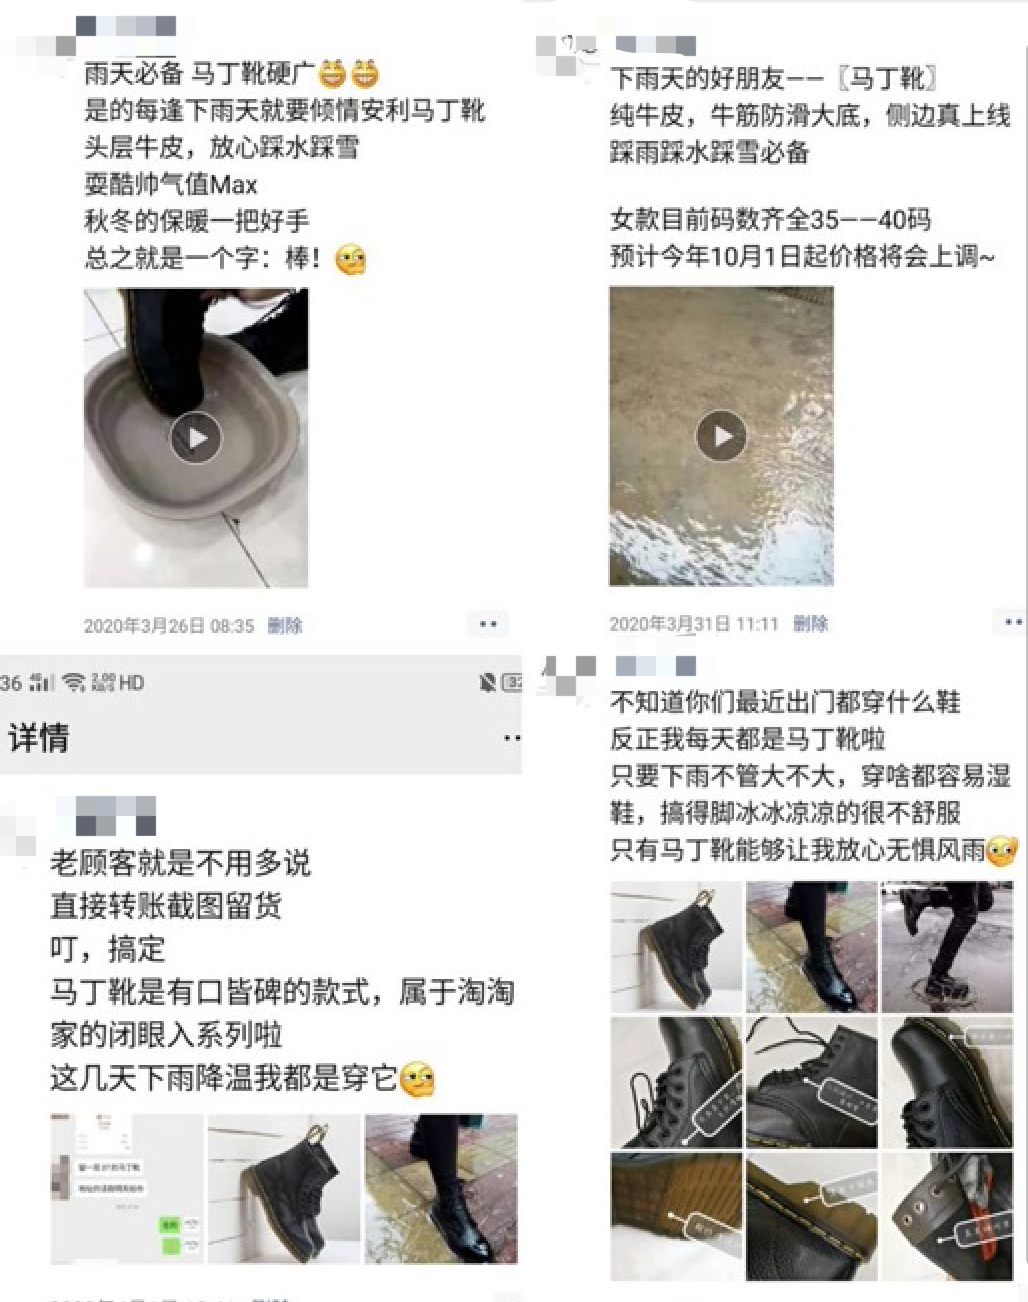 雨天必备 马丁靴硬广😁😁
是的每逢下雨天就要倾情安利马丁靴
头层牛皮，放心踩水踩雪
耍酷帅气值Max
秋冬的保暖一把好手
总之就是一个字：棒！🧐
2020年3月26日 08:35 删除
下雨天的好朋友——〖马丁靴〗
纯牛皮，牛筋防滑大底，侧边真上线
踩雨踩水踩雪必备
女款目前码数齐全35——40码
预计今年10月1日起价格将会上调~
2020年3月31日 11:11 删除
36 4G 2.00 KB/S HD 32
详情
老顾客就是不用多说
直接转账截图留货
叮，搞定
马丁靴是有口皆碑的款式，属于淘淘
家的闭眼入系列啦
这几天下雨降温我都是穿它🧐
不知道你们最近出门都穿什么鞋
反正我每天都是马丁靴啦
只要下雨不管大不大，穿啥都容易湿
鞋，搞得脚冰冰凉凉的很不舒服
只有马丁靴能够让我放心无惧风雨